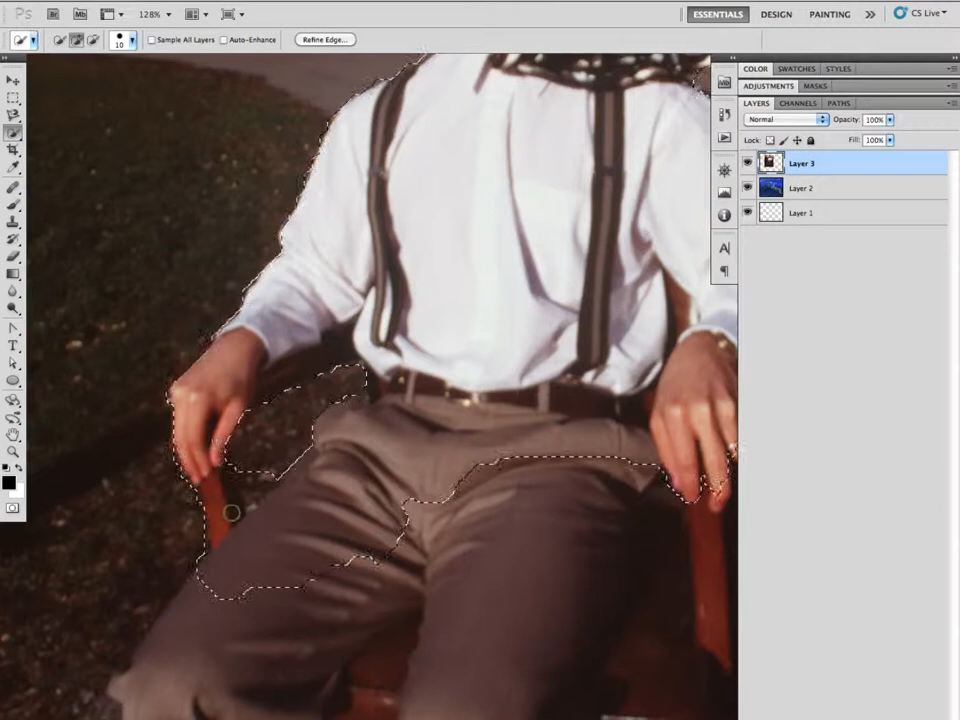 Ps Br Mb 128% ESSENTIALS DESIGN PAINTING CS Live
10 Sample All Layers Auto-Enhance Refine Edge...
COLOR SWATCHES STYLES
ADJUSTMENTS MASKS
LAYERS CHANNELS PATHS
Normal Opacity: 100%
Lock: Fill: 100%
Layer 3
Layer 2
Layer 1